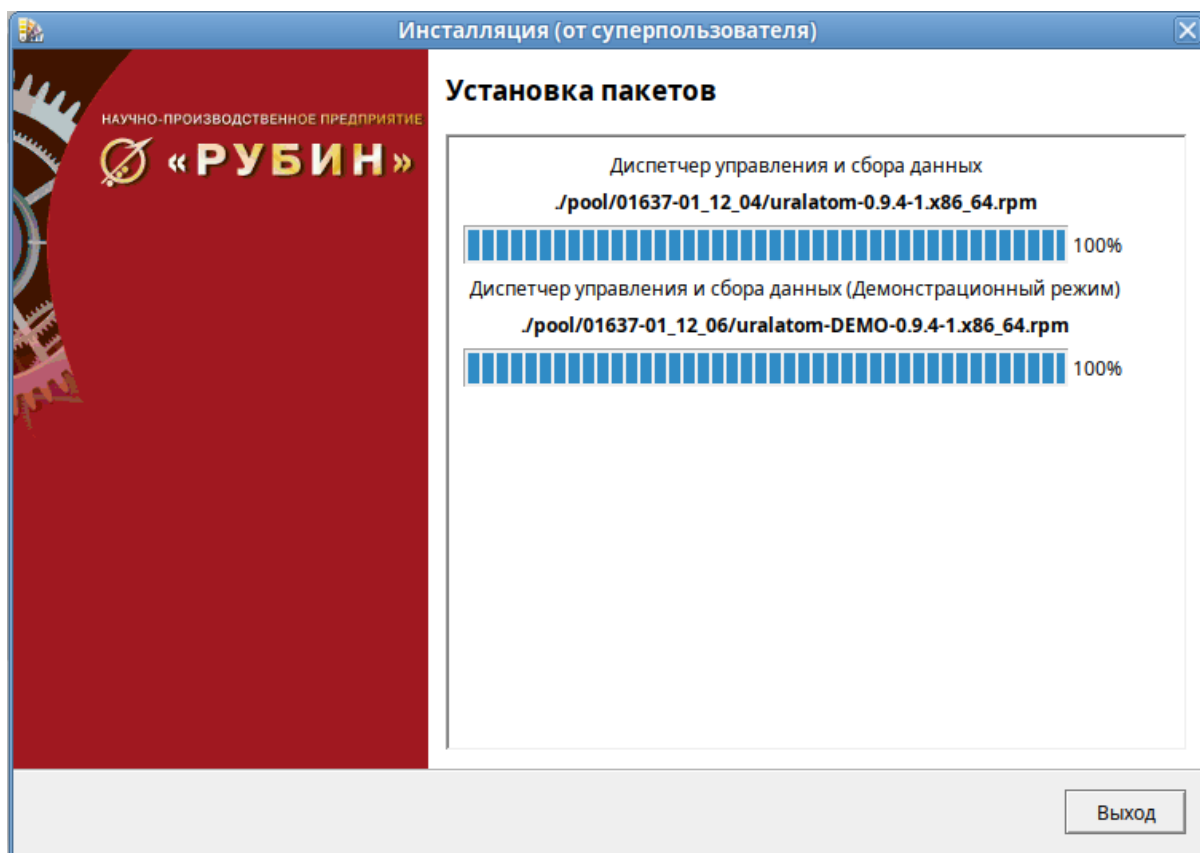 Инсталляция (от суперпользователя)
НАУЧНО-ПРОИЗВОДСТВЕННОЕ ПРЕДПРИЯТИЕ
«РУБИН»
Установка пакетов
Диспетчер управления и сбора данных
./pool/01637-01_12_04/uralatom-0.9.4-1.x86_64.rpm
100%
Диспетчер управления и сбора данных (Демонстрационный режим)
./pool/01637-01_12_06/uralatom-DEMO-0.9.4-1.x86_64.rpm
100%
Выход